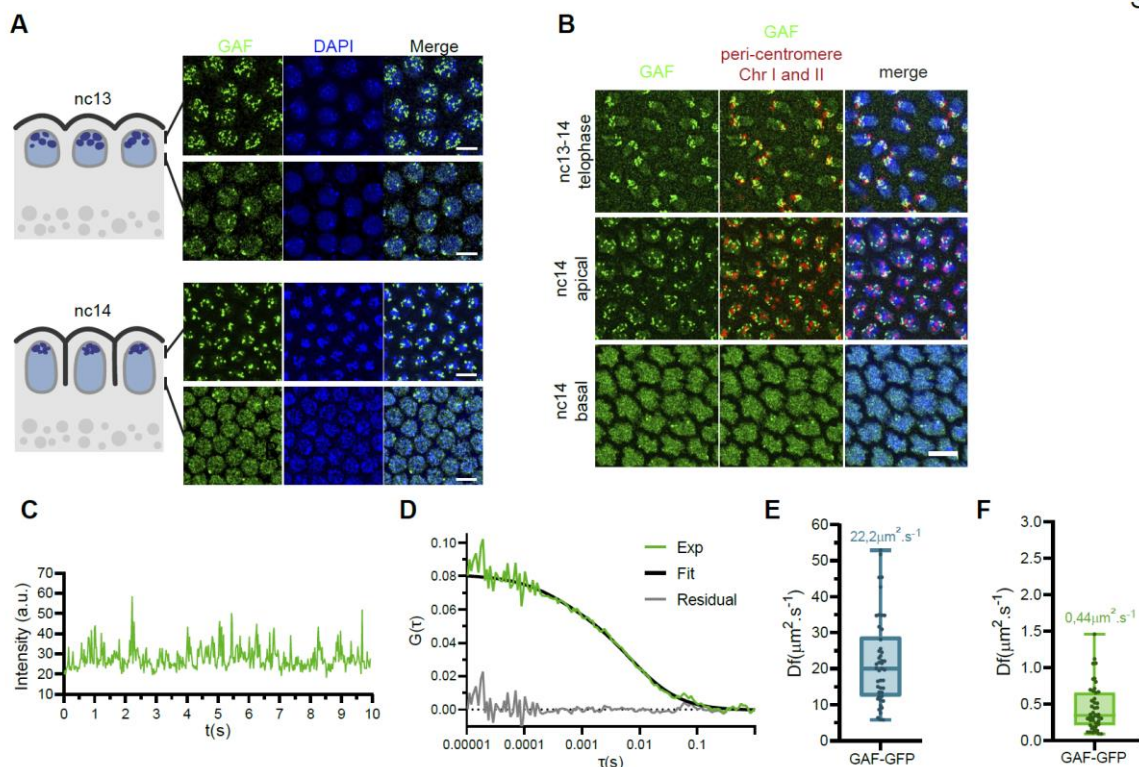 A
GAF DAPI Merge
nc13
nc14
B
GAF
GAF peri-centromere merge
Chr I and II
nc13-14
telophase
nc14
apical
nc14
basal
C
Intensity (a.u.)
70
60
50
40
30
20
10
0 1 2 3 4 5 6 7 8 9 10
t(s)
D
G(τ)
0.10
0.08
0.06
0.04
0.02
0.00
0.00001 0.0001 0.001 0.01 0.1
τ(s)
Exp
Fit
Residual
E
Df(μm².s⁻¹)
60
50
40
30
20
10
0
22,2μm².s⁻¹
GAF-GFP
F
Df(μm².s⁻¹)
3.0
2.5
2.0
1.5
1.0
0.5
0.0
0,44μm².s⁻¹
GAF-GFP